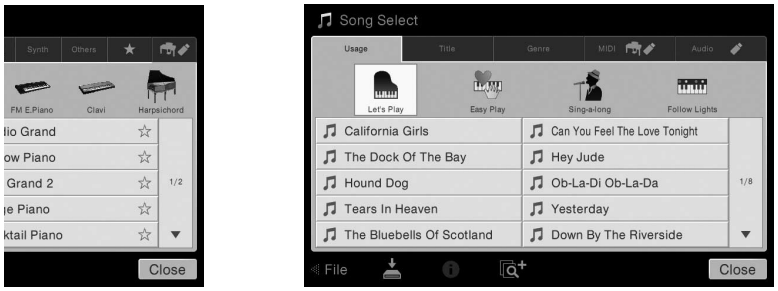 Synth Others
FM E.Piano Clavi Harpsichord
dio Grand
ow Piano
Grand 2
1/2
ge Piano
ktail Piano
Close
Song Select
Usage Title Genre MIDI Audio
Let's Play Easy Play Sing-a-long Follow Lights
California Girls Can You Feel The Love Tonight
The Dock Of The Bay Hey Jude
Hound Dog Ob-La-Di Ob-La-Da
1/8
Tears In Heaven Yesterday
The Bluebells Of Scotland Down By The Riverside
File Close